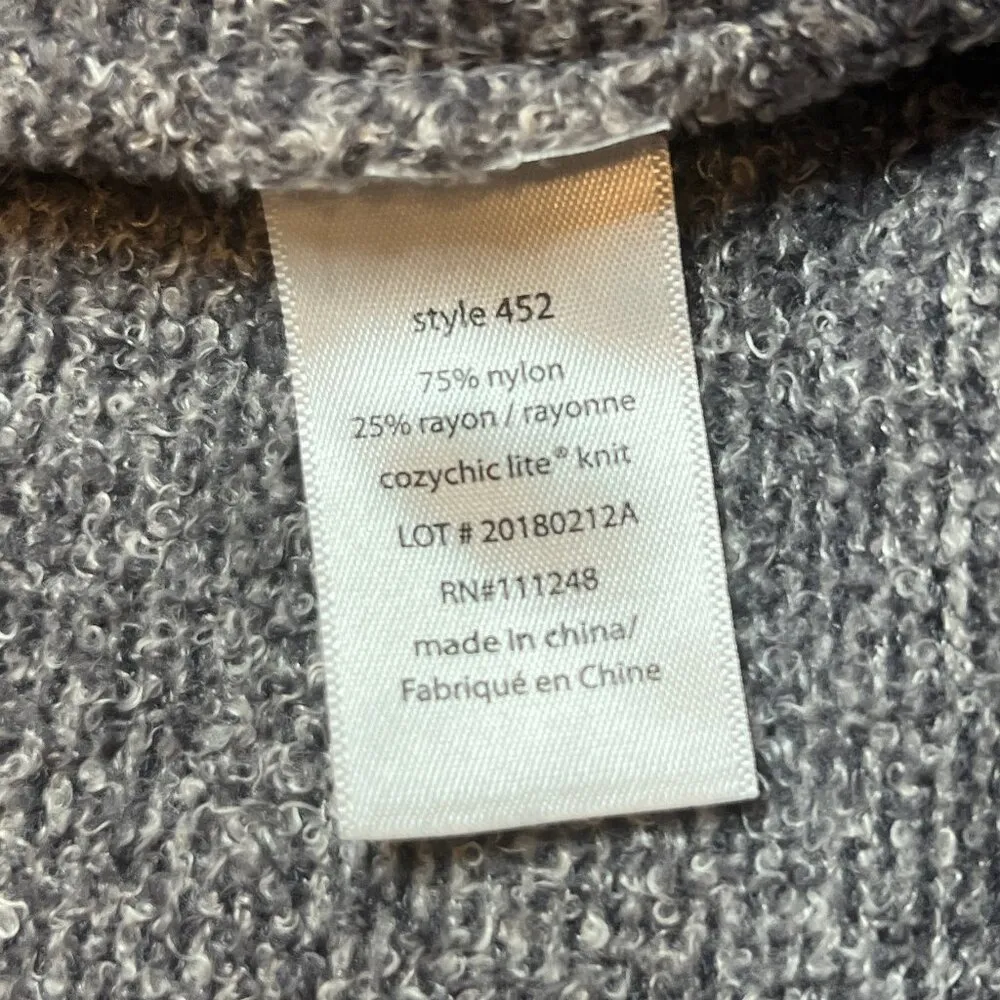 style 452
75% nylon
25% rayon / rayonne
cozychic lite® knit
LOT # 20180212A
RN#111248
made In china/
Fabriqué en Chine